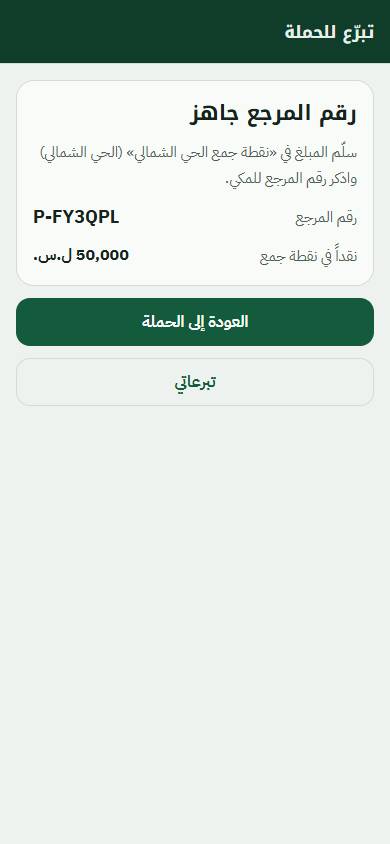 تبرّع للحملة
رقم المرجع جاهز
سلّم المبلغ في «نقطة جمع الحي الشمالي» (الحي الشمالي)
واذكر رقم المرجع للمكي.
رقم المرجع P-FY3QPL
نقداً في نقطة جمع 50,000 ل.س.
العودة إلى الحملة
تبرعاتي